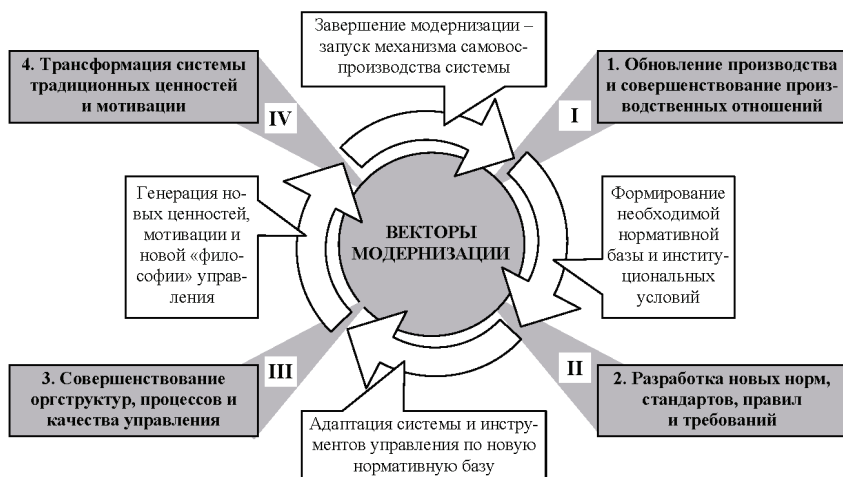 Завершение модернизации –
запуск механизма самовос-
производства системы
4. Трансформация системы
традиционных ценностей
и мотивации
IV
1. Обновление производства
и совершенствование произ-
водственных отношений
I
Генерация но-
вых ценностей,
мотивации и
новой «фило-
софии» управ-
ления
ВЕКТОРЫ
МОДЕРНИЗАЦИИ
Формирование
необходимой
нормативной
базы и институ-
циональных
условий
3. Совершенствование
оргструктур, процессов и
качества управления
III
II
2. Разработка новых норм,
стандартов, правил
и требований
Адаптация системы и инстру-
ментов управления по новую
нормативную базу